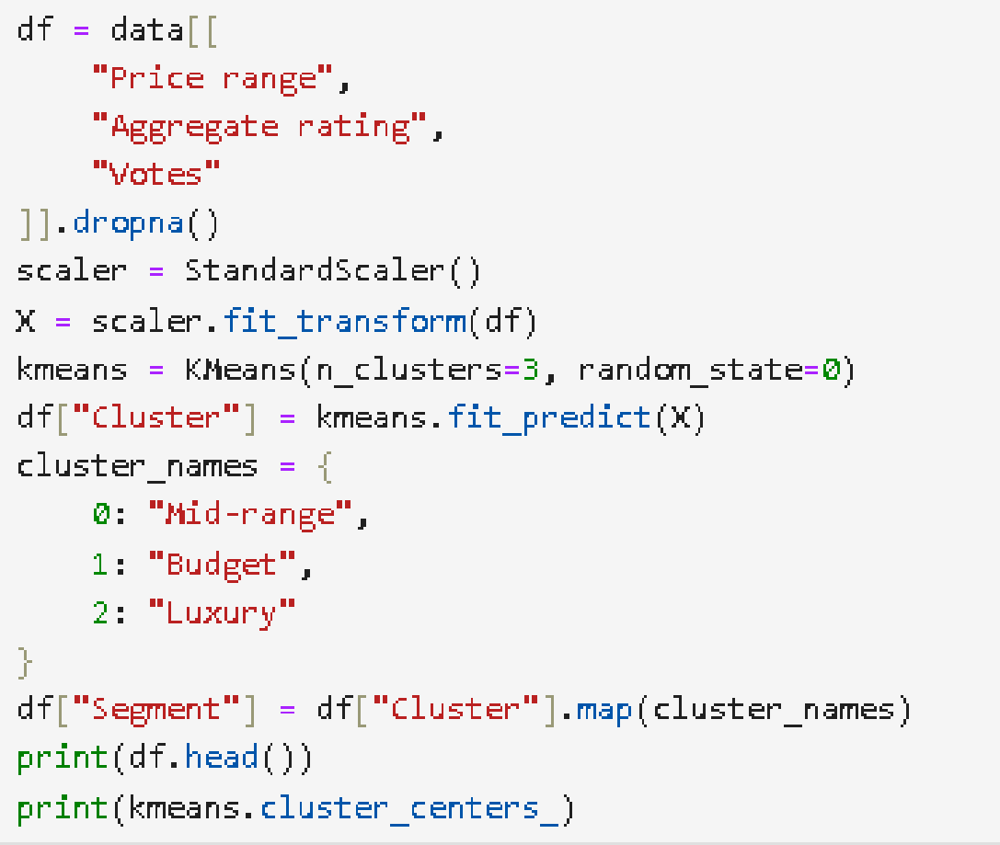 df = data[[
    "Price range",
    "Aggregate rating",
    "Votes"
]].dropna()
scaler = StandardScaler()
X = scaler.fit_transform(df)
kmeans = KMeans(n_clusters=3, random_state=0)
df["Cluster"] = kmeans.fit_predict(X)
cluster_names = {
    0: "Mid-range",
    1: "Budget",
    2: "Luxury"
}
df["Segment"] = df["Cluster"].map(cluster_names)
print(df.head())
print(kmeans.cluster_centers_)